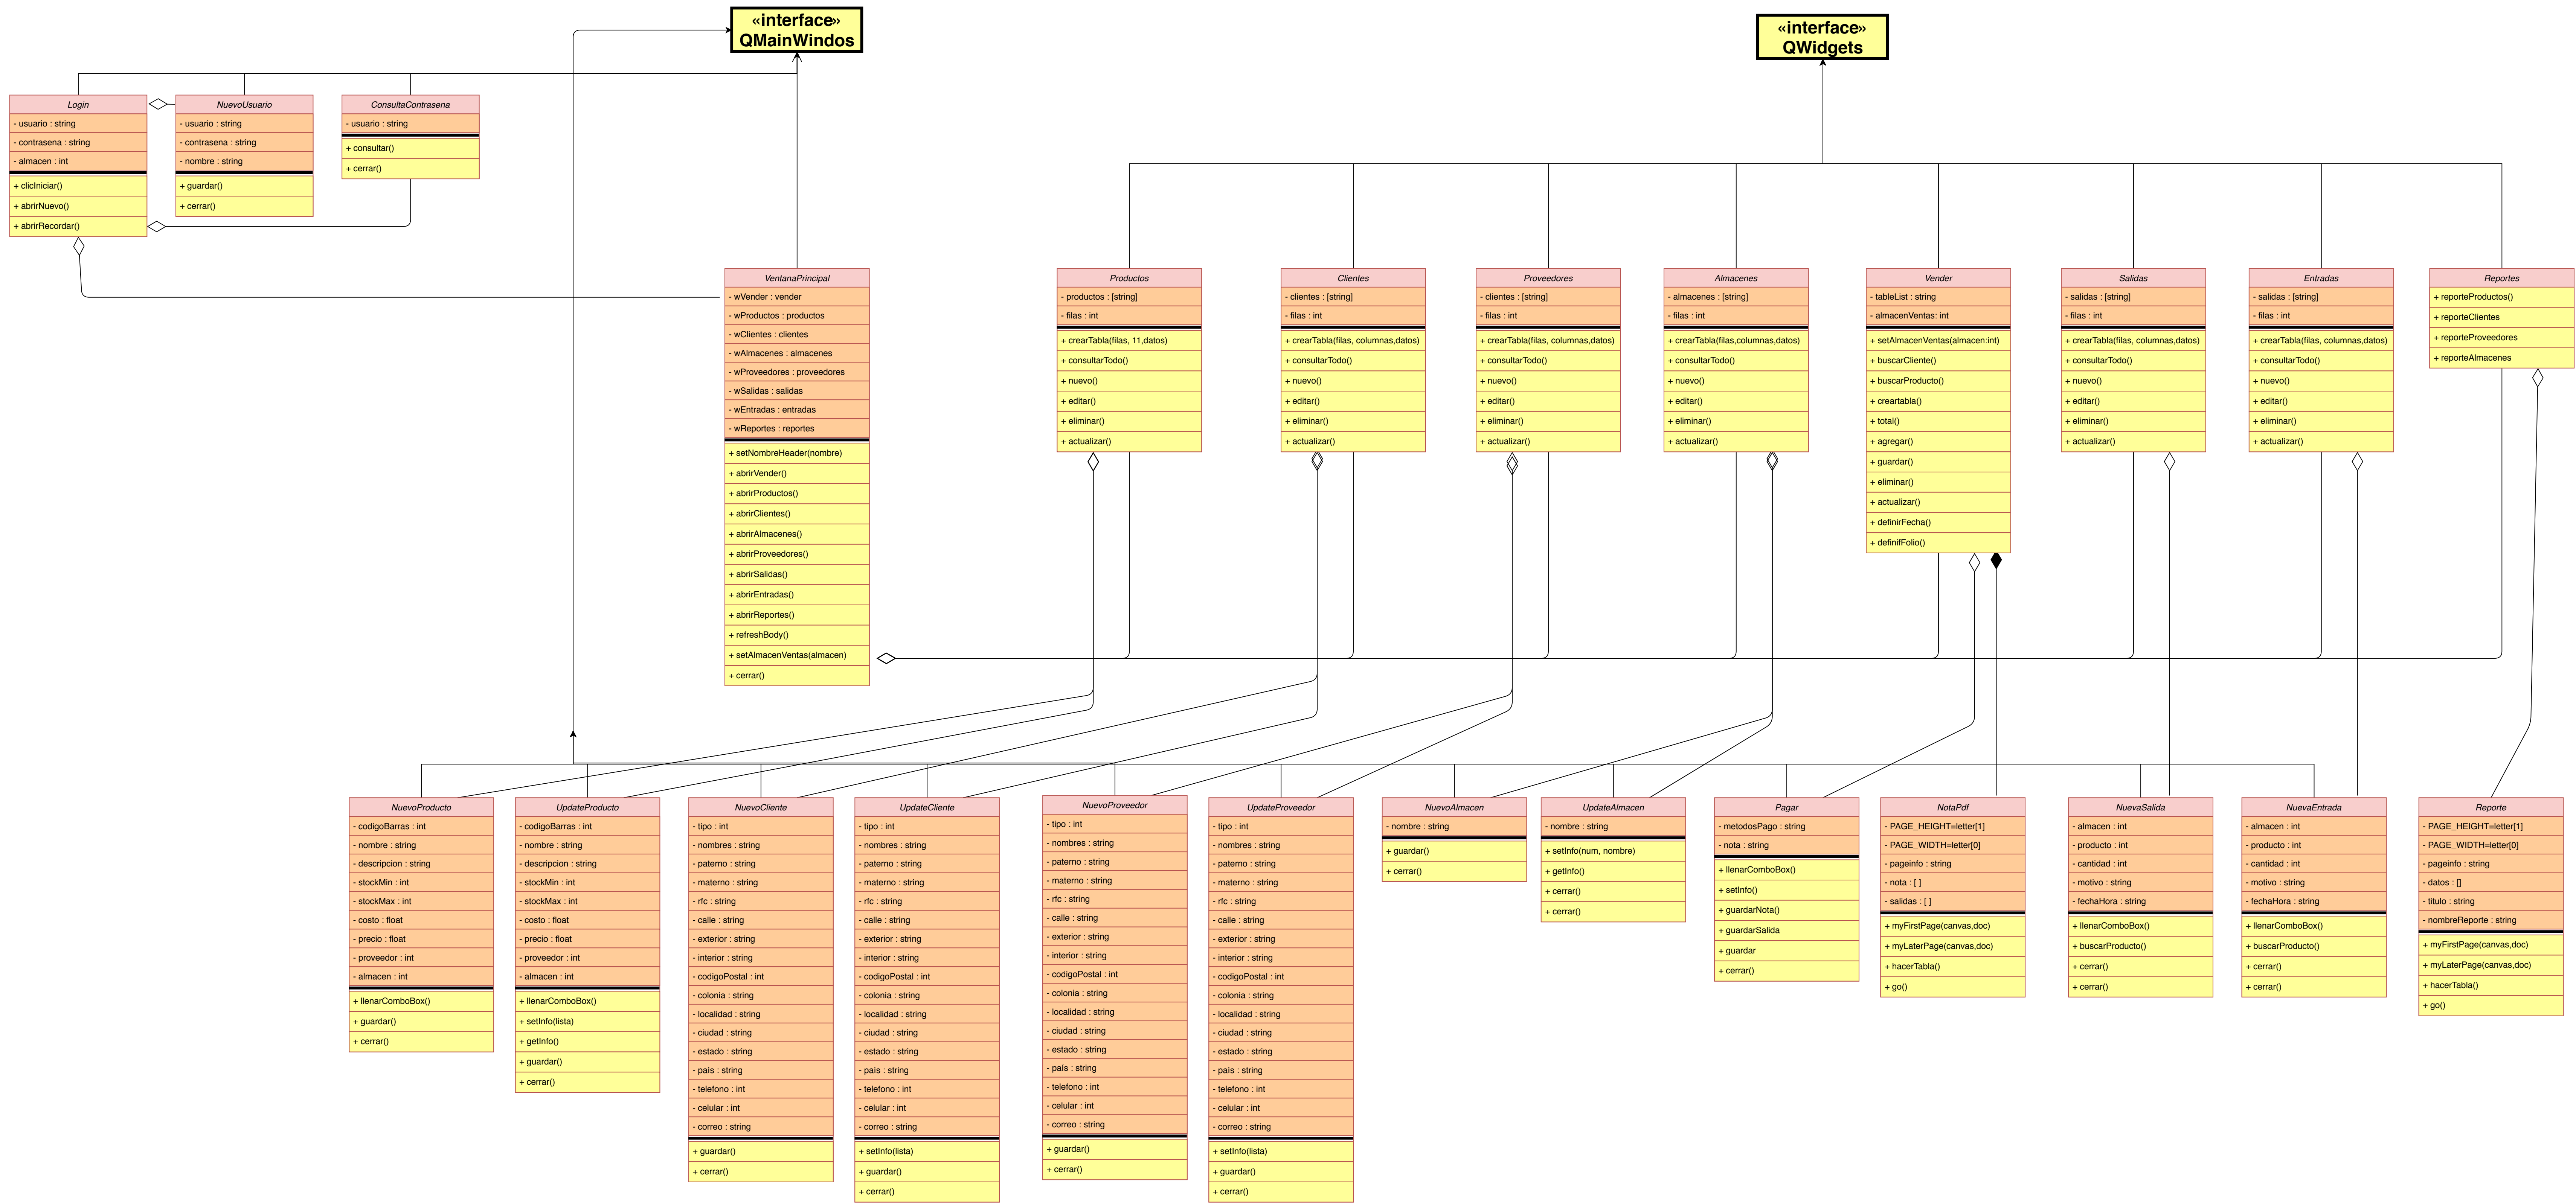 «interface»
QMainWindos
«interface»
QWidgets
Login
- usuario : string
- contrasena : string
- almacen : int
+ clicIniciar()
+ abrirNuevo()
+ abrirRecordar()
NuevoUsuario
- usuario : string
- contrasena : string
- nombre : string
+ guardar()
+ cerrar()
ConsultaContrasena
- usuario : string
+ consultar()
+ cerrar()
VentanaPrincipal
- wVender : vender
- wProductos : productos
- wClientes : clientes
- wAlmacenes : almacenes
- wProveedores : proveedores
- wSalidas : salidas
- wEntradas : entradas
- wReportes : reportes
+ setNombreHeader(nombre)
+ abrirVender()
+ abrirProductos()
+ abrirClientes()
+ abrirAlmacenes()
+ abrirProveedores()
+ abrirSalidas()
+ abrirEntradas()
+ abrirReportes()
+ refreshBody()
+ setAlmacenVentas(almacen)
+ cerrar()
Productos
- productos : [string]
- filas : int
+ crearTabla(filas, 11,datos)
+ consultarTodo()
+ nuevo()
+ editar()
+ eliminar()
+ actualizar()
Clientes
- clientes : [string]
- filas : int
+ crearTabla(filas, columnas,datos)
+ consultarTodo()
+ nuevo()
+ editar()
+ eliminar()
+ actualizar()
Proveedores
- clientes : [string]
- filas : int
+ crearTabla(filas, columnas,datos)
+ consultarTodo()
+ nuevo()
+ editar()
+ eliminar()
+ actualizar()
Almacenes
- almacenes : [string]
- filas : int
+ crearTabla(filas,columnas,datos)
+ consultarTodo()
+ nuevo()
+ editar()
+ eliminar()
+ actualizar()
Vender
- tableList : string
- almacenVentas: int
+ setAlmacenVentas(almacen:int)
+ buscarCliente()
+ buscarProducto()
+ creartabla()
+ total()
+ agregar()
+ guardar()
+ eliminar()
+ actualizar()
+ definirFecha()
+ definifFolio()
Salidas
- salidas : [string]
- filas : int
+ crearTabla(filas, columnas,datos)
+ consultarTodo()
+ nuevo()
+ editar()
+ eliminar()
+ actualizar()
Entradas
- salidas : [string]
- filas : int
+ crearTabla(filas, columnas,datos)
+ consultarTodo()
+ nuevo()
+ editar()
+ eliminar()
+ actualizar()
Reportes
+ reporteProductos()
+ reporteClientes
+ reporteProveedores
+ reporteAlmacenes
NuevoProducto
- codigoBarras : int
- nombre : string
- descripcion : string
- stockMin : int
- stockMax : int
- costo : float
- precio : float
- proveedor : int
- almacen : int
+ llenarComboBox()
+ guardar()
+ cerrar()
UpdateProducto
- codigoBarras : int
- nombre : string
- descripcion : string
- stockMin : int
- stockMax : int
- costo : float
- precio : float
- proveedor : int
- almacen : int
+ llenarComboBox()
+ setInfo(lista)
+ getInfo()
+ guardar()
+ cerrar()
NuevoCliente
- tipo : int
- nombres : string
- paterno : string
- materno : string
- rfc : string
- calle : string
- exterior : string
- interior : string
- codigoPostal : int
- colonia : string
- localidad : string
- ciudad : string
- estado : string
- país : string
- telefono : int
- celular : int
- correo : string
+ guardar()
+ cerrar()
UpdateCliente
- tipo : int
- nombres : string
- paterno : string
- materno : string
- rfc : string
- calle : string
- exterior : string
- interior : string
- codigoPostal : int
- colonia : string
- localidad : string
- ciudad : string
- estado : string
- país : string
- telefono : int
- celular : int
- correo : string
+ setInfo(lista)
+ guardar()
+ cerrar()
NuevoProveedor
- tipo : int
- nombres : string
- paterno : string
- materno : string
- rfc : string
- calle : string
- exterior : string
- interior : string
- codigoPostal : int
- colonia : string
- localidad : string
- ciudad : string
- estado : string
- país : string
- telefono : int
- celular : int
- correo : string
+ guardar()
+ cerrar()
UpdateProveedor
- tipo : int
- nombres : string
- paterno : string
- materno : string
- rfc : string
- calle : string
- exterior : string
- interior : string
- codigoPostal : int
- colonia : string
- localidad : string
- ciudad : string
- estado : string
- país : string
- telefono : int
- celular : int
- correo : string
+ setInfo(lista)
+ guardar()
+ cerrar()
NuevoAlmacen
- nombre : string
+ guardar()
+ cerrar()
UpdateAlmacen
- nombre : string
+ setInfo(num, nombre)
+ getInfo()
+ cerrar()
+ cerrar()
Pagar
- metodosPago : string
- nota : string
+ llenarComboBox()
+ setInfo()
+ guardarNota()
+ guardarSalida
+ guardar
+ cerrar()
NotaPdf
- PAGE_HEIGHT=letter[1]
- PAGE_WIDTH=letter[0]
- pageinfo : string
- nota : [ ]
- salidas : [ ]
+ myFirstPage(canvas,doc)
+ myLaterPage(canvas,doc)
+ hacerTabla()
+ go()
NuevaSalida
- almacen : int
- producto : int
- cantidad : int
- motivo : string
- fechaHora : string
+ llenarComboBox()
+ buscarProducto()
+ cerrar()
+ cerrar()
NuevaEntrada
- almacen : int
- producto : int
- cantidad : int
- motivo : string
- fechaHora : string
+ llenarComboBox()
+ buscarProducto()
+ cerrar()
+ cerrar()
Reporte
- PAGE_HEIGHT=letter[1]
- PAGE_WIDTH=letter[0]
- pageinfo : string
- datos : []
- titulo : string
- nombreReporte : string
+ myFirstPage(canvas,doc)
+ myLaterPage(canvas,doc)
+ hacerTabla()
+ go()